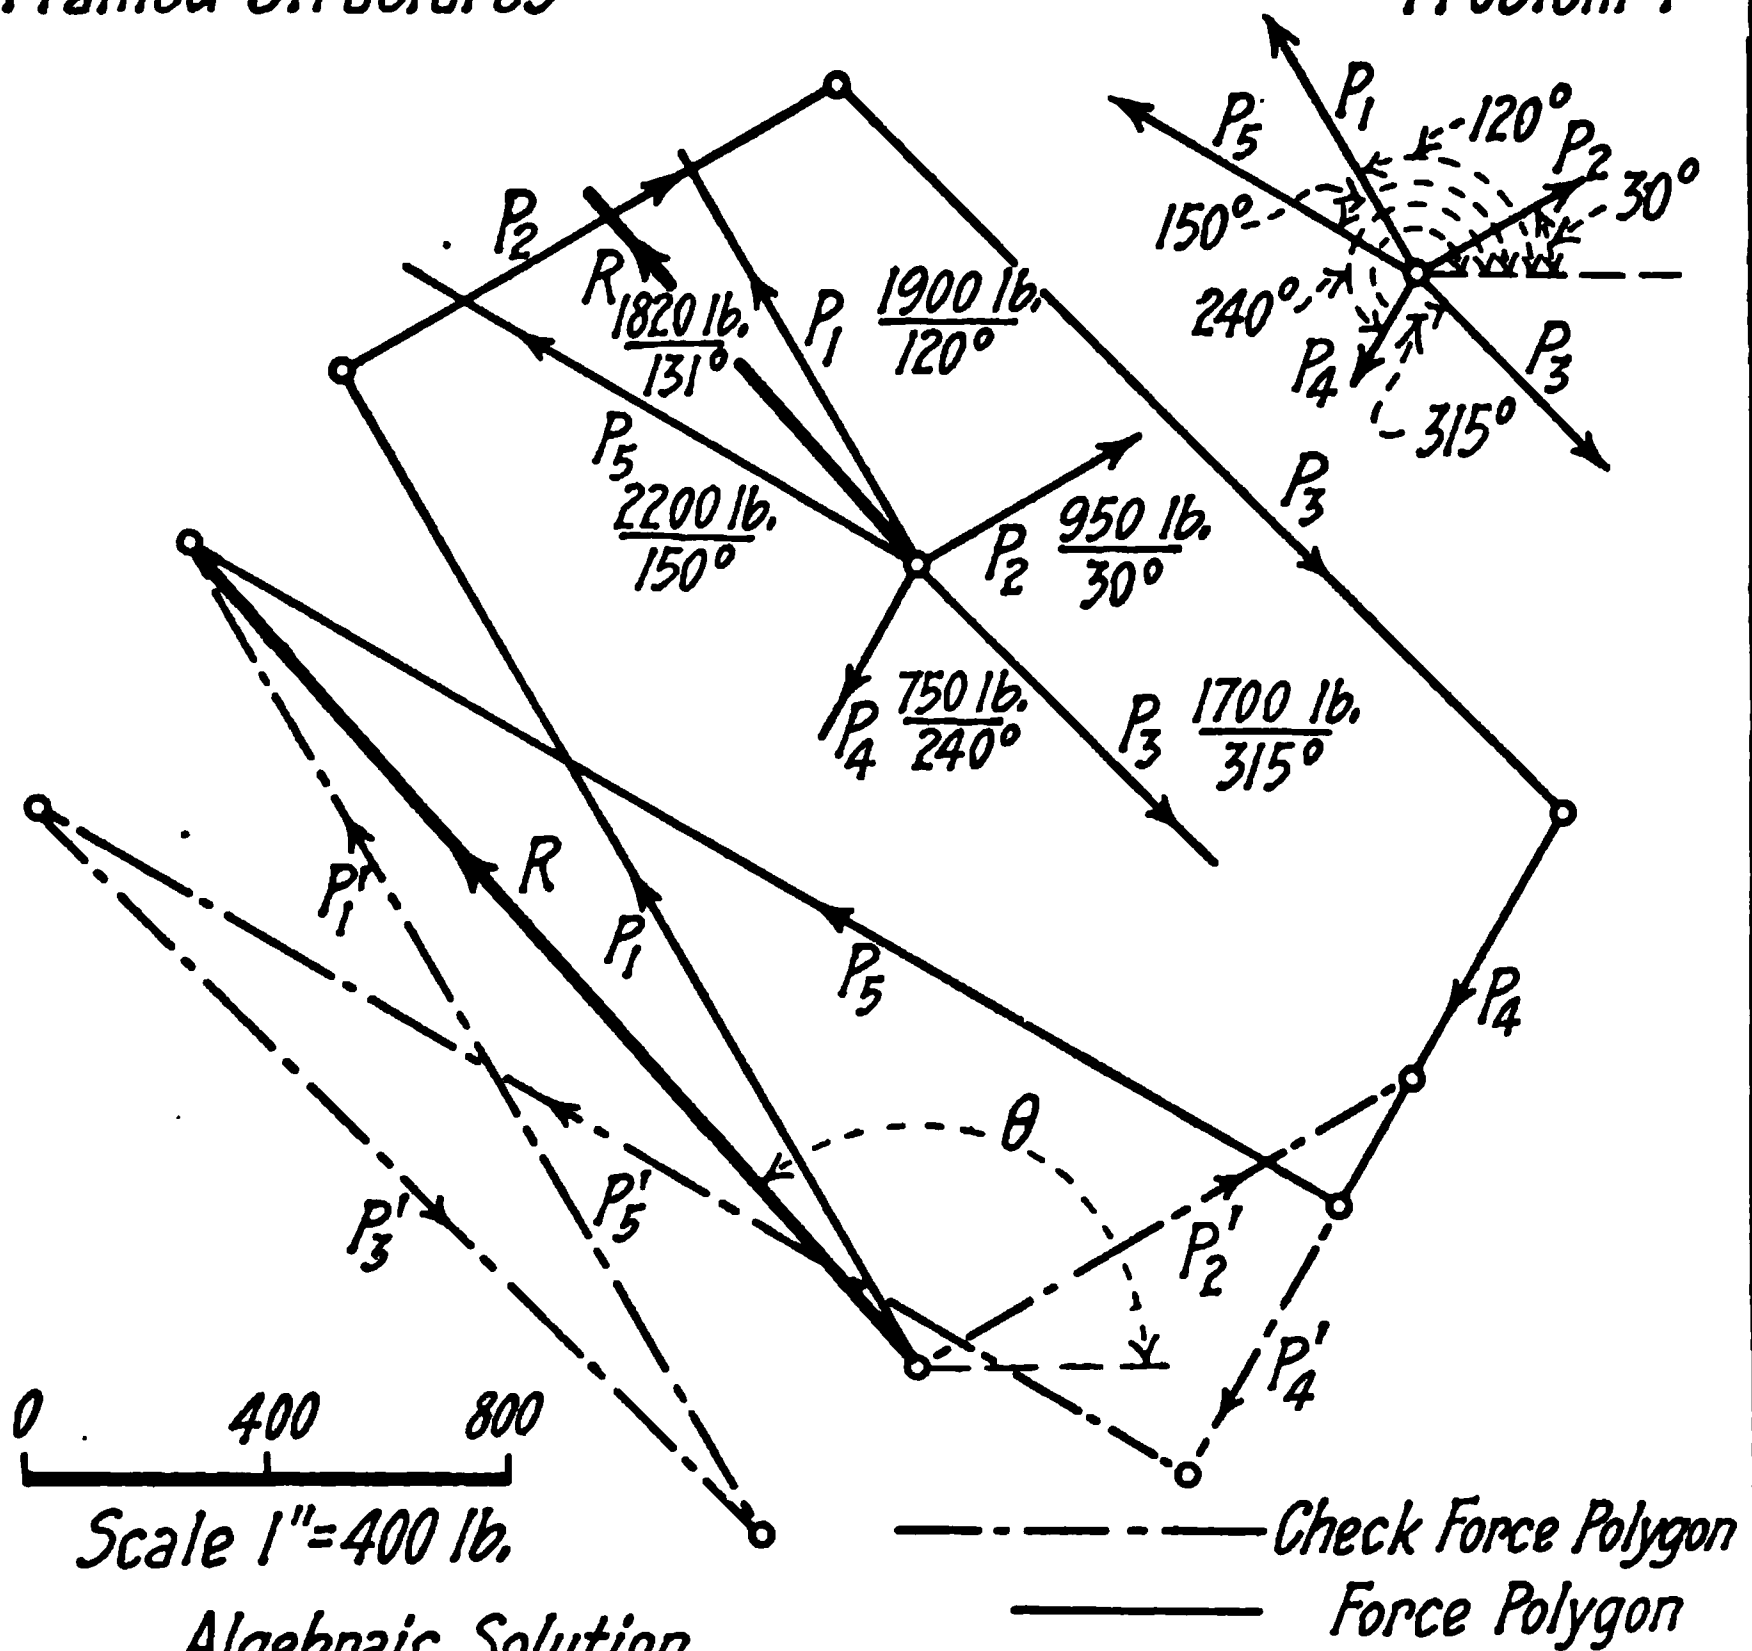 Framed Structures
Problem 1
P1
P5
120°
P2
30°
150°
240°
P4
315°
P3
P2
R
1820 lb.
131°
P1
1900 lb.
120°
P5
2200 lb.
150°
P2
950 lb.
30°
P3
P4
750 lb.
240°
P3
1700 lb.
315°
P1'
R
P1
P5
P4
θ
P3'
P5'
P2'
P4'
0 400 800
Scale 1"=400 lb.
Check Force Polygon
Force Polygon
Algebraic Solution